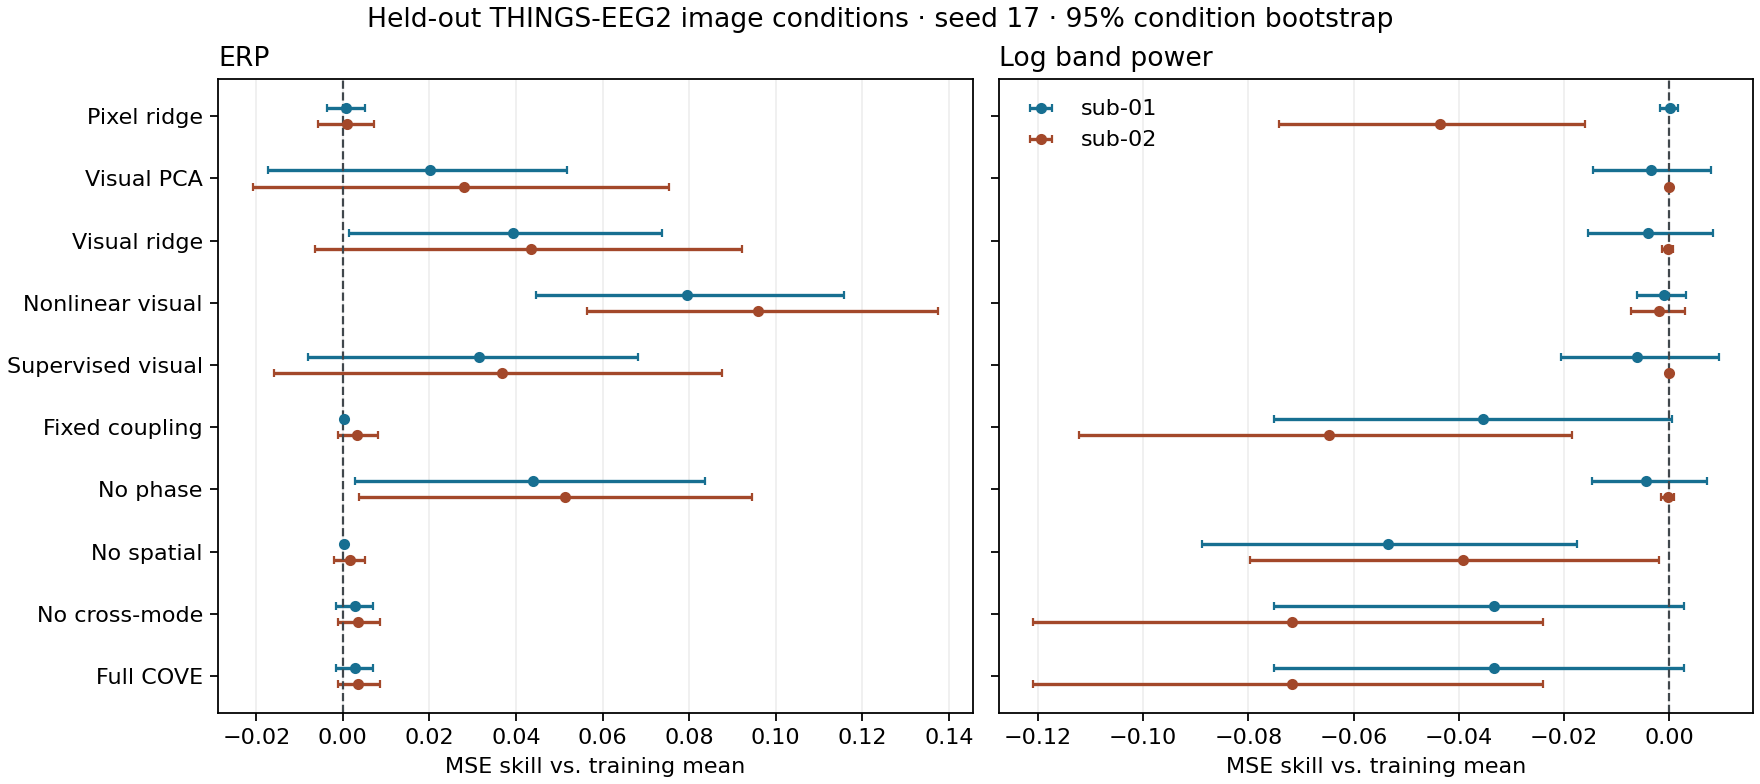 Held-out THINGS-EEG2 image conditions · seed 17 · 95% condition bootstrap
ERP
Log band power
Pixel ridge
Visual PCA
Visual ridge
Nonlinear visual
Supervised visual
Fixed coupling
No phase
No spatial
No cross-mode
Full COVE
sub-01
sub-02
−0.02 0.00 0.02 0.04 0.06 0.08 0.10 0.12 0.14
−0.12 −0.10 −0.08 −0.06 −0.04 −0.02 0.00
MSE skill vs. training mean
MSE skill vs. training mean